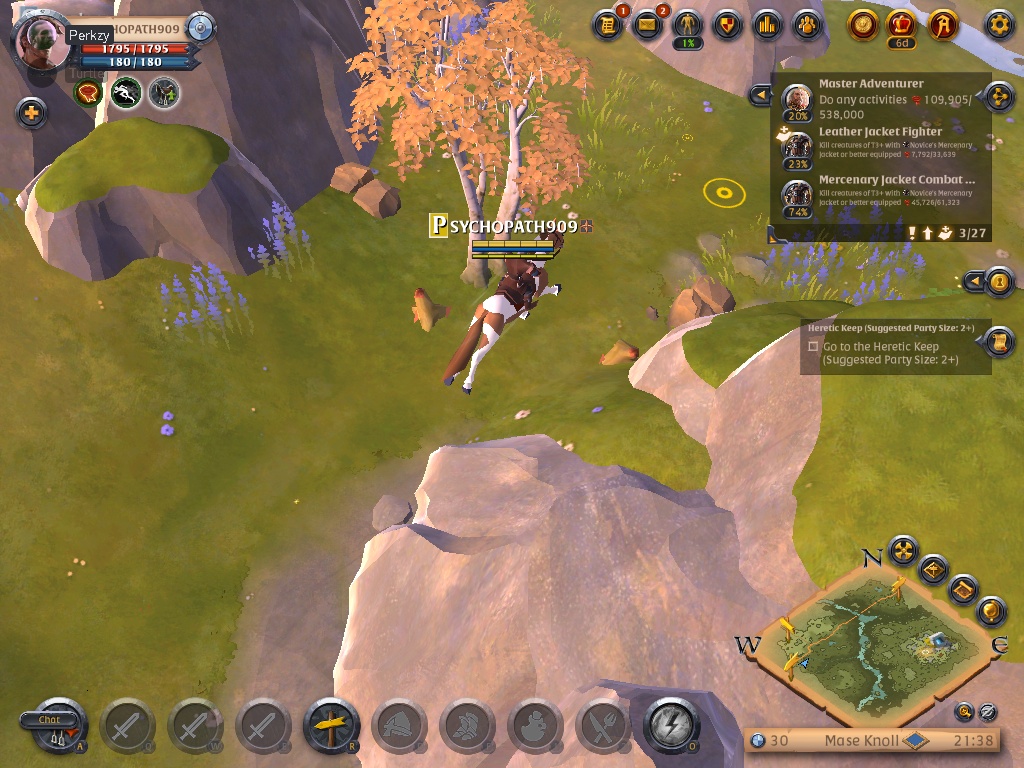 Perkzy
CHOPATH909
1795 / 1795
180 / 180
Turtle
1
2
1%
6d
Master Adventurer
Do any activities 109,905/
538,000
20%
Leather Jacket Fighter
Kill creatures of T3+ with Novice's Mercenary
Jacket or better equipped 7,792/33,639
23%
Mercenary Jacket Combat ...
Kill creatures of T3+ with Novice's Mercenary
Jacket or better equipped 45,726/61,323
74%
3/27
PSYCHOPATH909
Heretic Keep (Suggested Party Size: 2+)
Go to the Heretic Keep
(Suggested Party Size: 2+)
N
W
E
Chat
A
Q
W
R
O
30
Mase Knoll
21:38